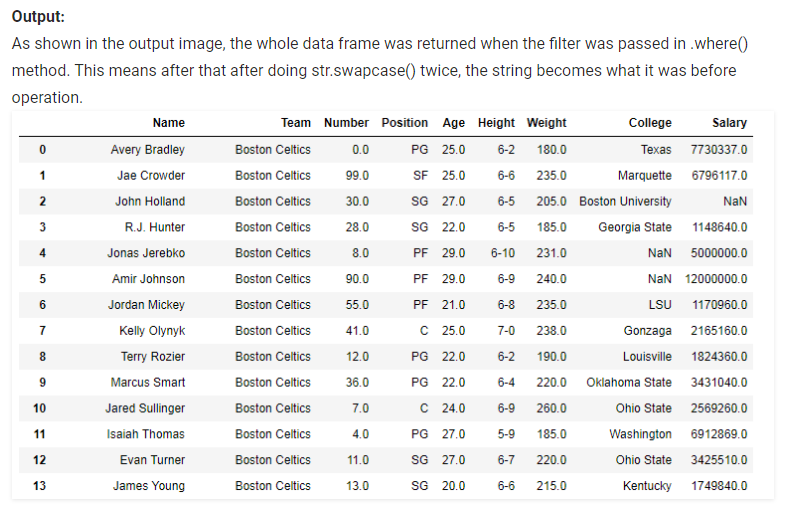 Output:
As shown in the output image, the whole data frame was returned when the filter was passed in .where()
method. This means after that after doing str.swapcase() twice, the string becomes what it was before
operation.
Name Team Number Position Age Height Weight College Salary
0 Avery Bradley Boston Celtics 0.0 PG 25.0 6-2 180.0 Texas 7730337.0
1 Jae Crowder Boston Celtics 99.0 SF 25.0 6-6 235.0 Marquette 6796117.0
2 John Holland Boston Celtics 30.0 SG 27.0 6-5 205.0 Boston University NaN
3 R.J. Hunter Boston Celtics 28.0 SG 22.0 6-5 185.0 Georgia State 1148640.0
4 Jonas Jerebko Boston Celtics 8.0 PF 29.0 6-10 231.0 NaN 5000000.0
5 Amir Johnson Boston Celtics 90.0 PF 29.0 6-9 240.0 NaN 12000000.0
6 Jordan Mickey Boston Celtics 55.0 PF 21.0 6-8 235.0 LSU 1170960.0
7 Kelly Olynyk Boston Celtics 41.0 C 25.0 7-0 238.0 Gonzaga 2165160.0
8 Terry Rozier Boston Celtics 12.0 PG 22.0 6-2 190.0 Louisville 1824360.0
9 Marcus Smart Boston Celtics 36.0 PG 22.0 6-4 220.0 Oklahoma State 3431040.0
10 Jared Sullinger Boston Celtics 7.0 C 24.0 6-9 260.0 Ohio State 2569260.0
11 Isaiah Thomas Boston Celtics 4.0 PG 27.0 5-9 185.0 Washington 6912869.0
12 Evan Turner Boston Celtics 11.0 SG 27.0 6-7 220.0 Ohio State 3425510.0
13 James Young Boston Celtics 13.0 SG 20.0 6-6 215.0 Kentucky 1749840.0